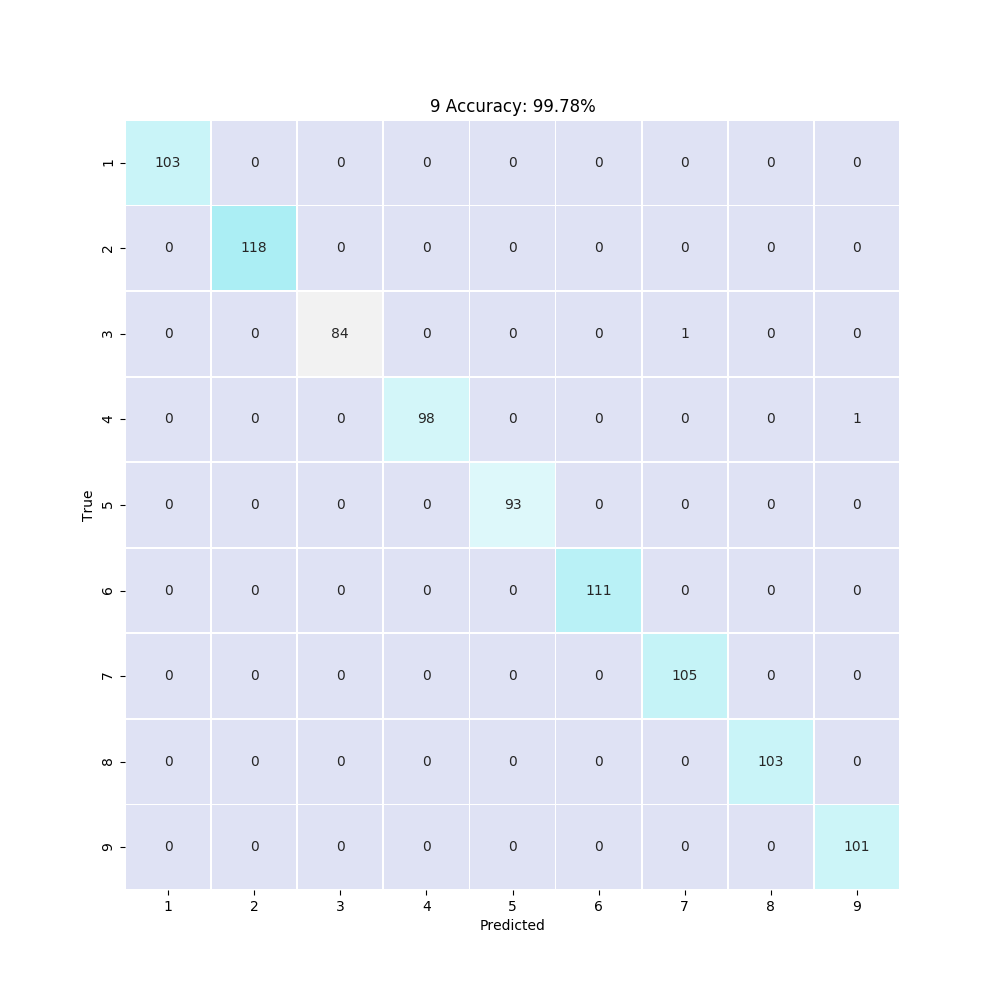 9 Accuracy: 99.78%
1 103 0 0 0 0 0 0 0 0
2 0 118 0 0 0 0 0 0 0
3 0 0 84 0 0 0 1 0 0
4 0 0 0 98 0 0 0 0 1
5 0 0 0 0 93 0 0 0 0
6 0 0 0 0 0 111 0 0 0
7 0 0 0 0 0 0 105 0 0
8 0 0 0 0 0 0 0 103 0
9 0 0 0 0 0 0 0 0 101
True
1 2 3 4 5 6 7 8 9
Predicted